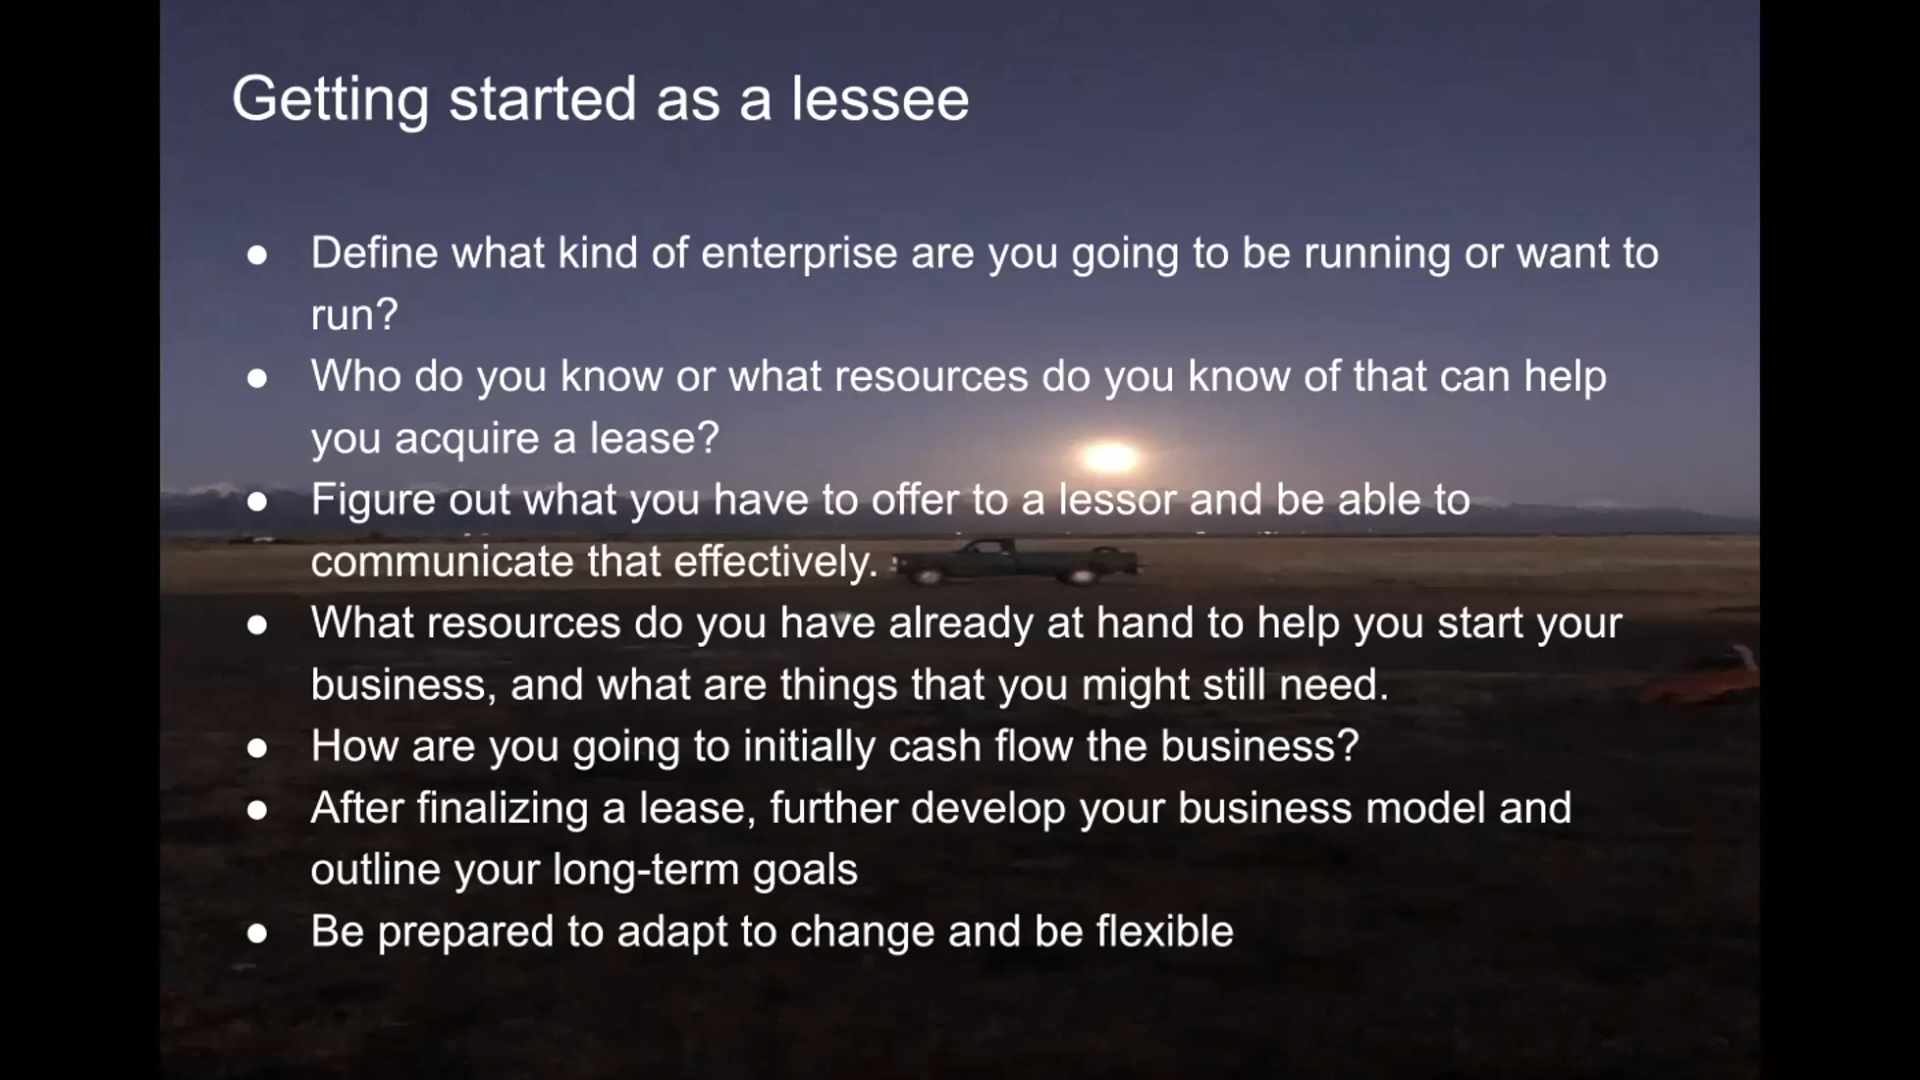 Getting started as a lessee
● Define what kind of enterprise are you going to be running or want to
run?
● Who do you know or what resources do you know of that can help
you acquire a lease?
● Figure out what you have to offer to a lessor and be able to
communicate that effectively.
● What resources do you have already at hand to help you start your
business, and what are things that you might still need.
● How are you going to initially cash flow the business?
● After finalizing a lease, further develop your business model and
outline your long-term goals
● Be prepared to adapt to change and be flexible